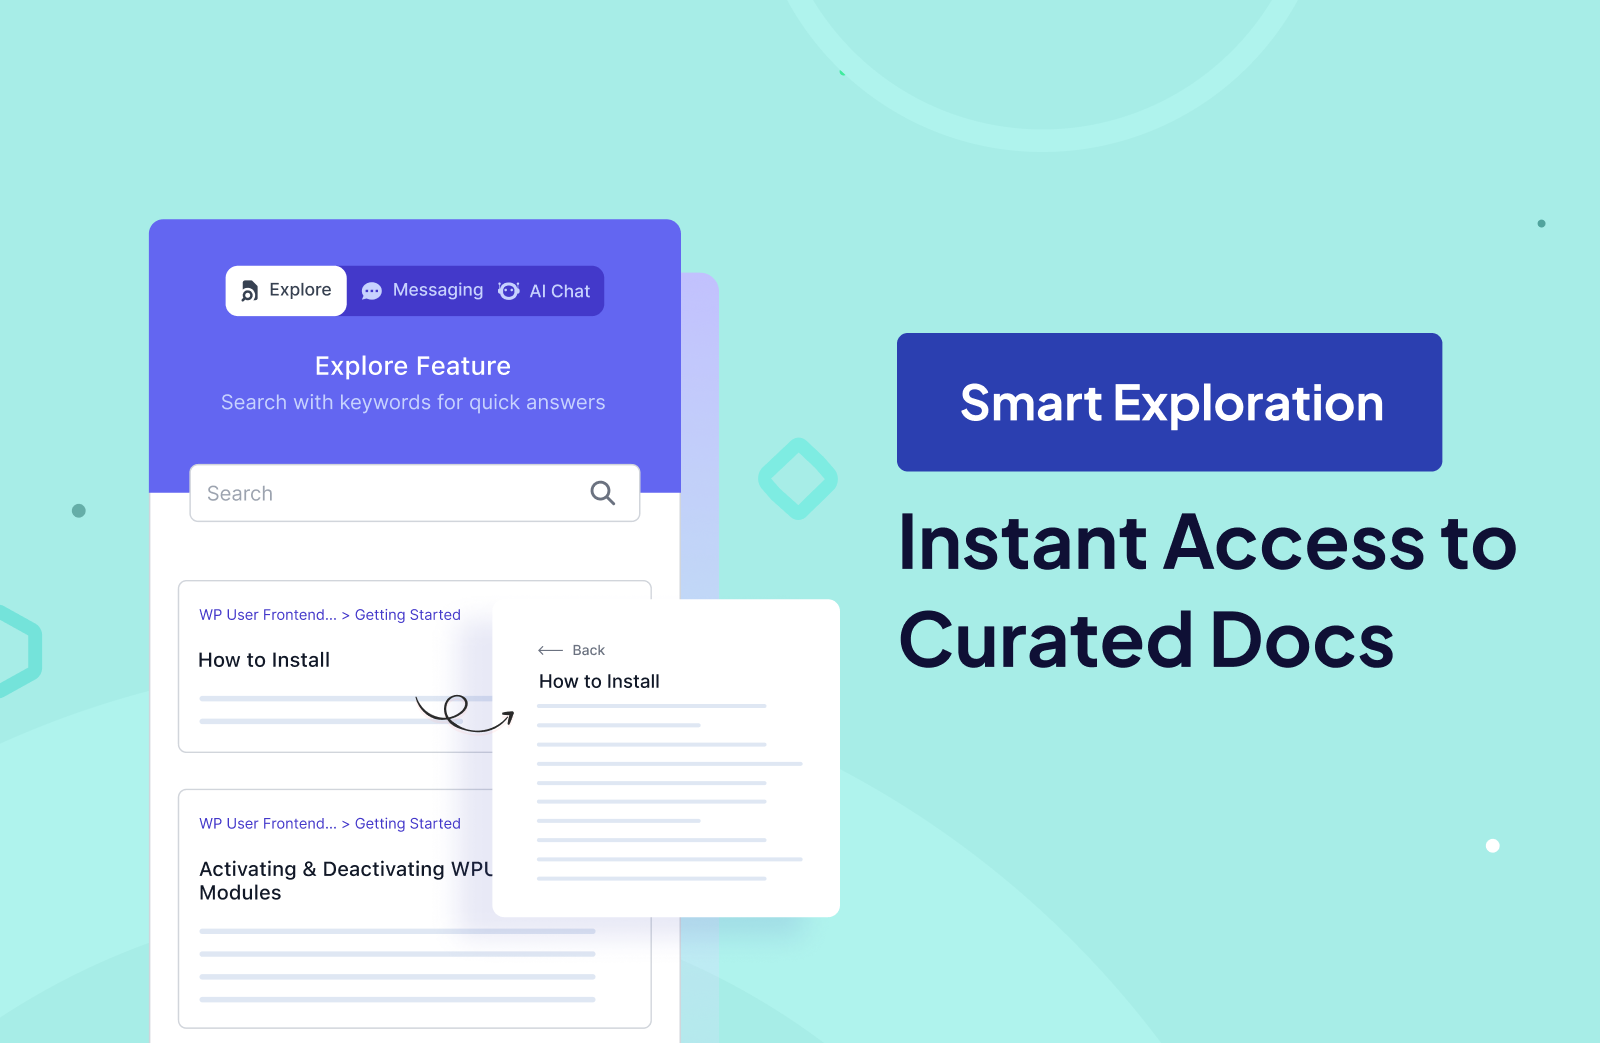 Explore
Messaging
AI Chat
Explore Feature
Search with keywords for quick answers
Search
WP User Frontend... > Getting Started
How to Install
WP User Frontend... > Getting Started
Activating & Deactivating WPU
Modules
Back
How to Install
Smart Exploration
Instant Access to
Curated Docs